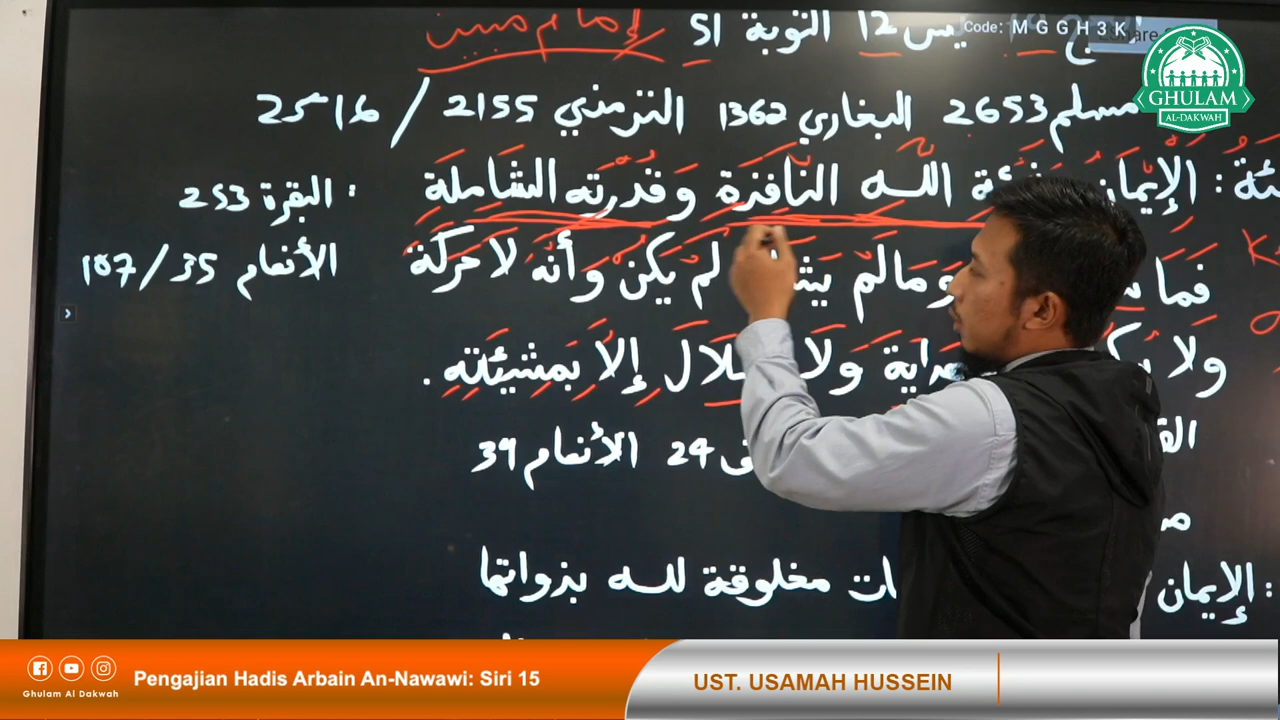 يس 12 التوبة 51 إمام مبين
Code: M G G H 3 K
GHULAM
AL-DAKWAH
مسلم 2653 البخاري 1362 الترمذي 2155 / 2516
: الإيمان الله النافذة وقدرته الشاملة : البقرة 253
فما وما لم لم يكن وأنه لا حركة الأنعام 35/107
ولا هداية ولا ضلال إلا بمشيئته .
24 الأنعام 39
: الإيمان مخلوقة لله بذواتها
Ghulam Al Dakwah
Pengajian Hadis Arbain An-Nawawi: Siri 15
UST. USAMAH HUSSEIN